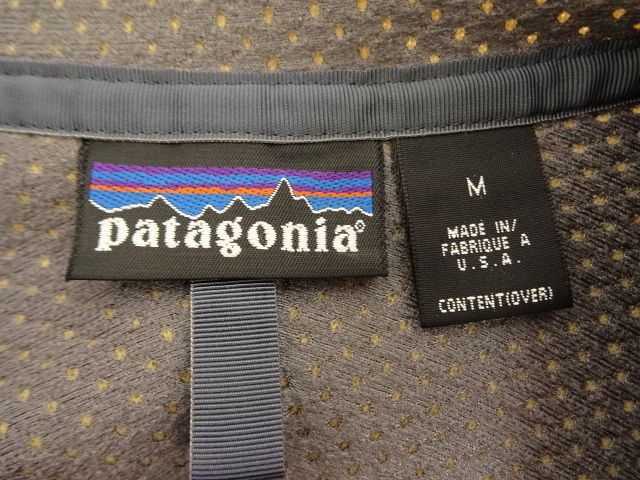 patagonia®
M
MADE IN/
FABRIQUE A
U.S.A.
CONTENT(OVER)